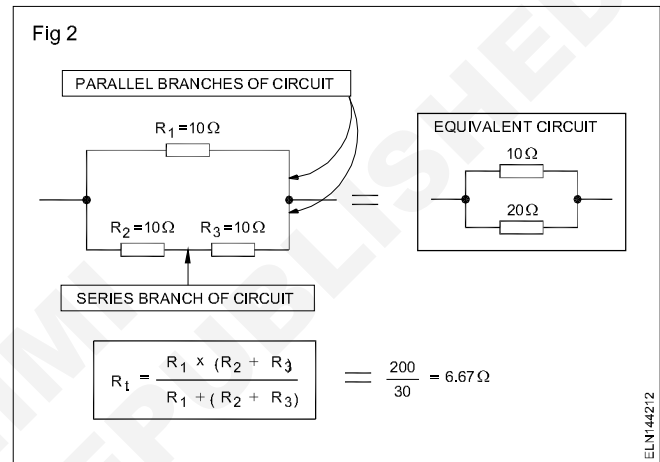 Fig 2
PARALLEL BRANCHES OF CIRCUIT
R1 =10Ω
R2=10Ω
R3=10Ω
SERIES BRANCH OF CIRCUIT
=
EQUIVALENT CIRCUIT
10Ω
20Ω
Rt = R1 x (R2 + R3) / R1 + ( R2 + R3) = 200 / 30 = 6.67Ω
ELN144212